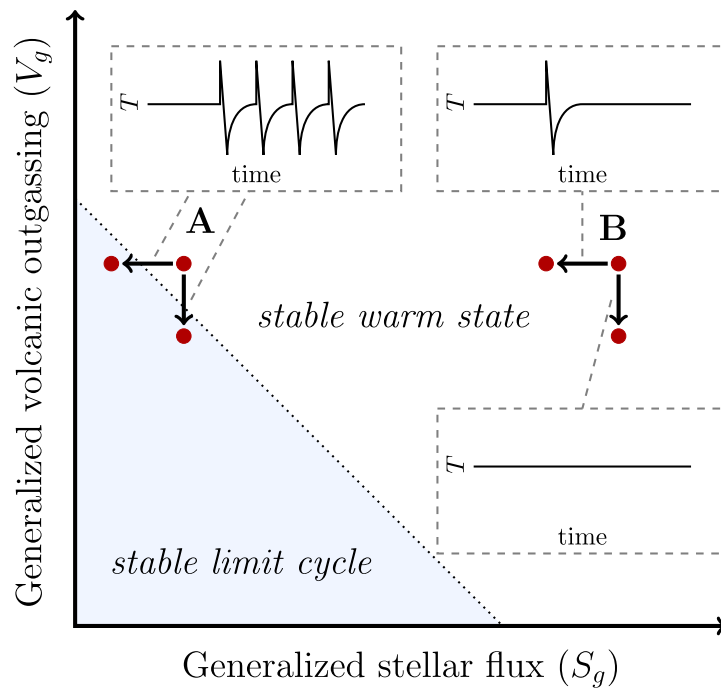 Generalized volcanic outgassing (V_g)
T
time
T
time
A
B
stable warm state
T
time
stable limit cycle
Generalized stellar flux (S_g)